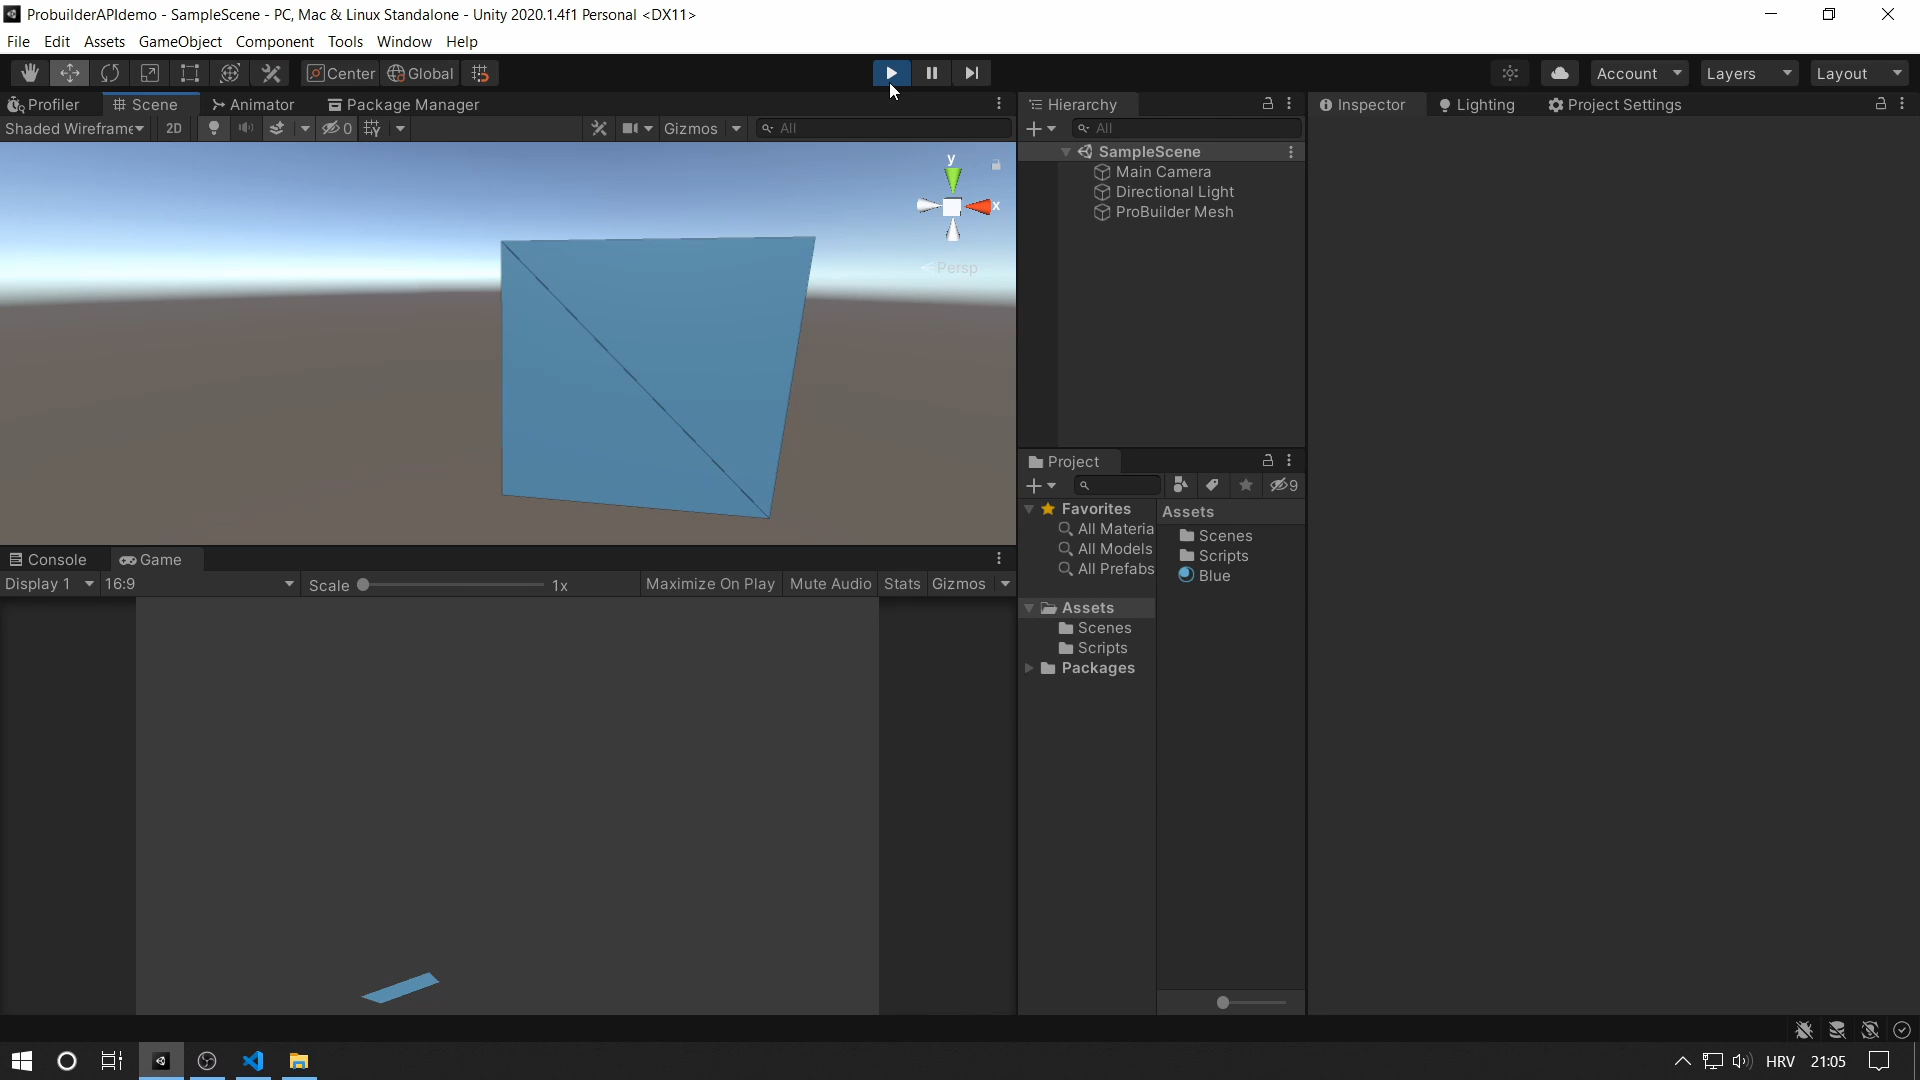 ProbuilderAPIdemo - SampleScene - PC, Mac & Linux Standalone - Unity 2020.1.4f1 Personal <DX11>
File Edit Assets GameObject Component Tools Window Help
Center Global Account Layers Layout
Profiler Scene Animator Package Manager
Shaded Wireframe 2D 0 Gizmos All
y
x
Persp
Hierarchy
All
SampleScene
Main Camera
Directional Light
ProBuilder Mesh
Inspector Lighting Project Settings
Project
9
Favorites
All Materia
All Models
All Prefabs
Assets
Scenes
Scripts
Packages
Assets
Scenes
Scripts
Blue
Console Game
Display 1 16:9 Scale 1x Maximize On Play Mute Audio Stats Gizmos
HRV 21:05